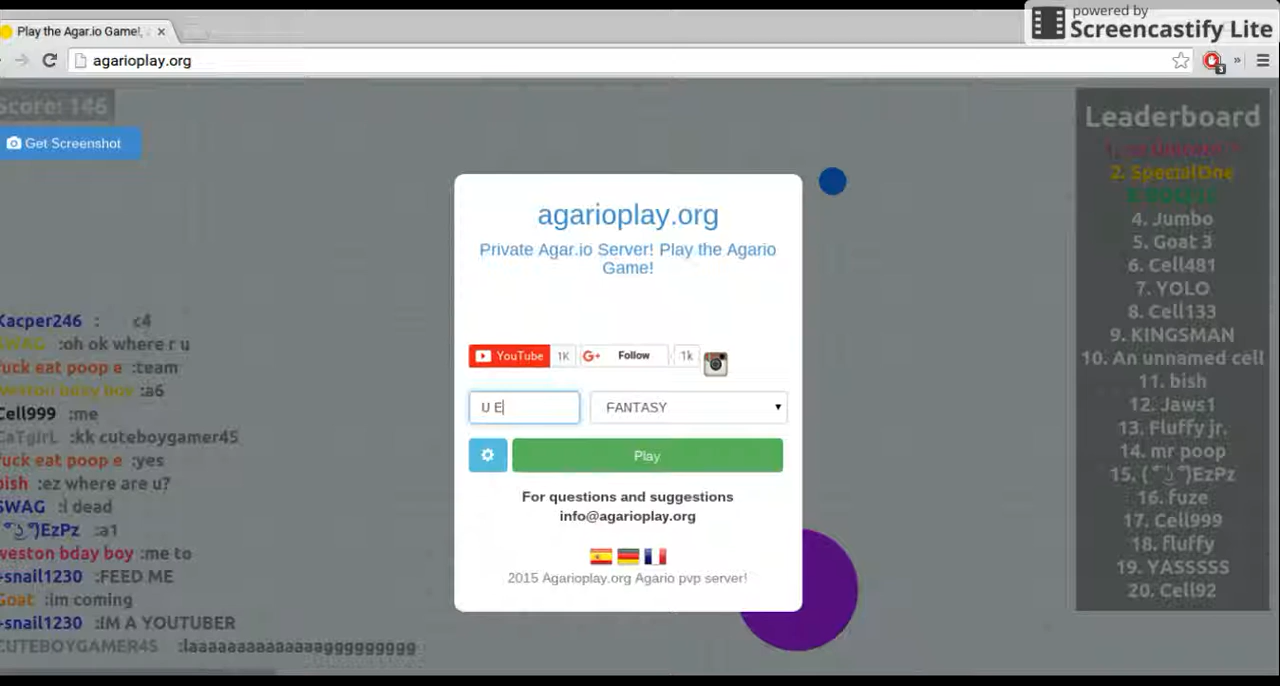 powered by
Screencastify Lite
Play the Agar.io Game!,
agarioplay.org
3
Score: 146
Get Screenshot
Leaderboard
2. SpecialOne
4. Jumbo
5. Goat 3
6. Cell481
7. YOLO
8. Cell133
9. KINGSMAN
10. An unnamed cell
11. bish
12. Jaws1
13. Fluffy jr.
14. mr poop
15. ( ͡° ͜ʖ ͡°)EzPz
16. fuze
17. Cell999
18. fluffy
19. YASSSSS
20. Cell92
agarioplay.org
Private Agar.io Server! Play the Agario
Game!
YouTube 1K G+ Follow 1k
U E FANTASY
Play
For questions and suggestions
info@agarioplay.org
2015 Agarioplay.org Agario pvp server!
Kacper246 : c4
SWAG :oh ok where r u
fuck eat poop e :team
weston bday boy :a6
Cell999 :me
CaTgirL :kk cuteboygamer45
fuck eat poop e :yes
bish :ez where are u?
SWAG :i dead
͡° ͜ʖ ͡°)EzPz :a1
weston bday boy :me to
+snail1230 :FEED ME
Goat :im coming
+snail1230 :IM A YOUTUBER
CUTEBOYGAMER45 :laaaaaaaaaaaaaagggggggggg